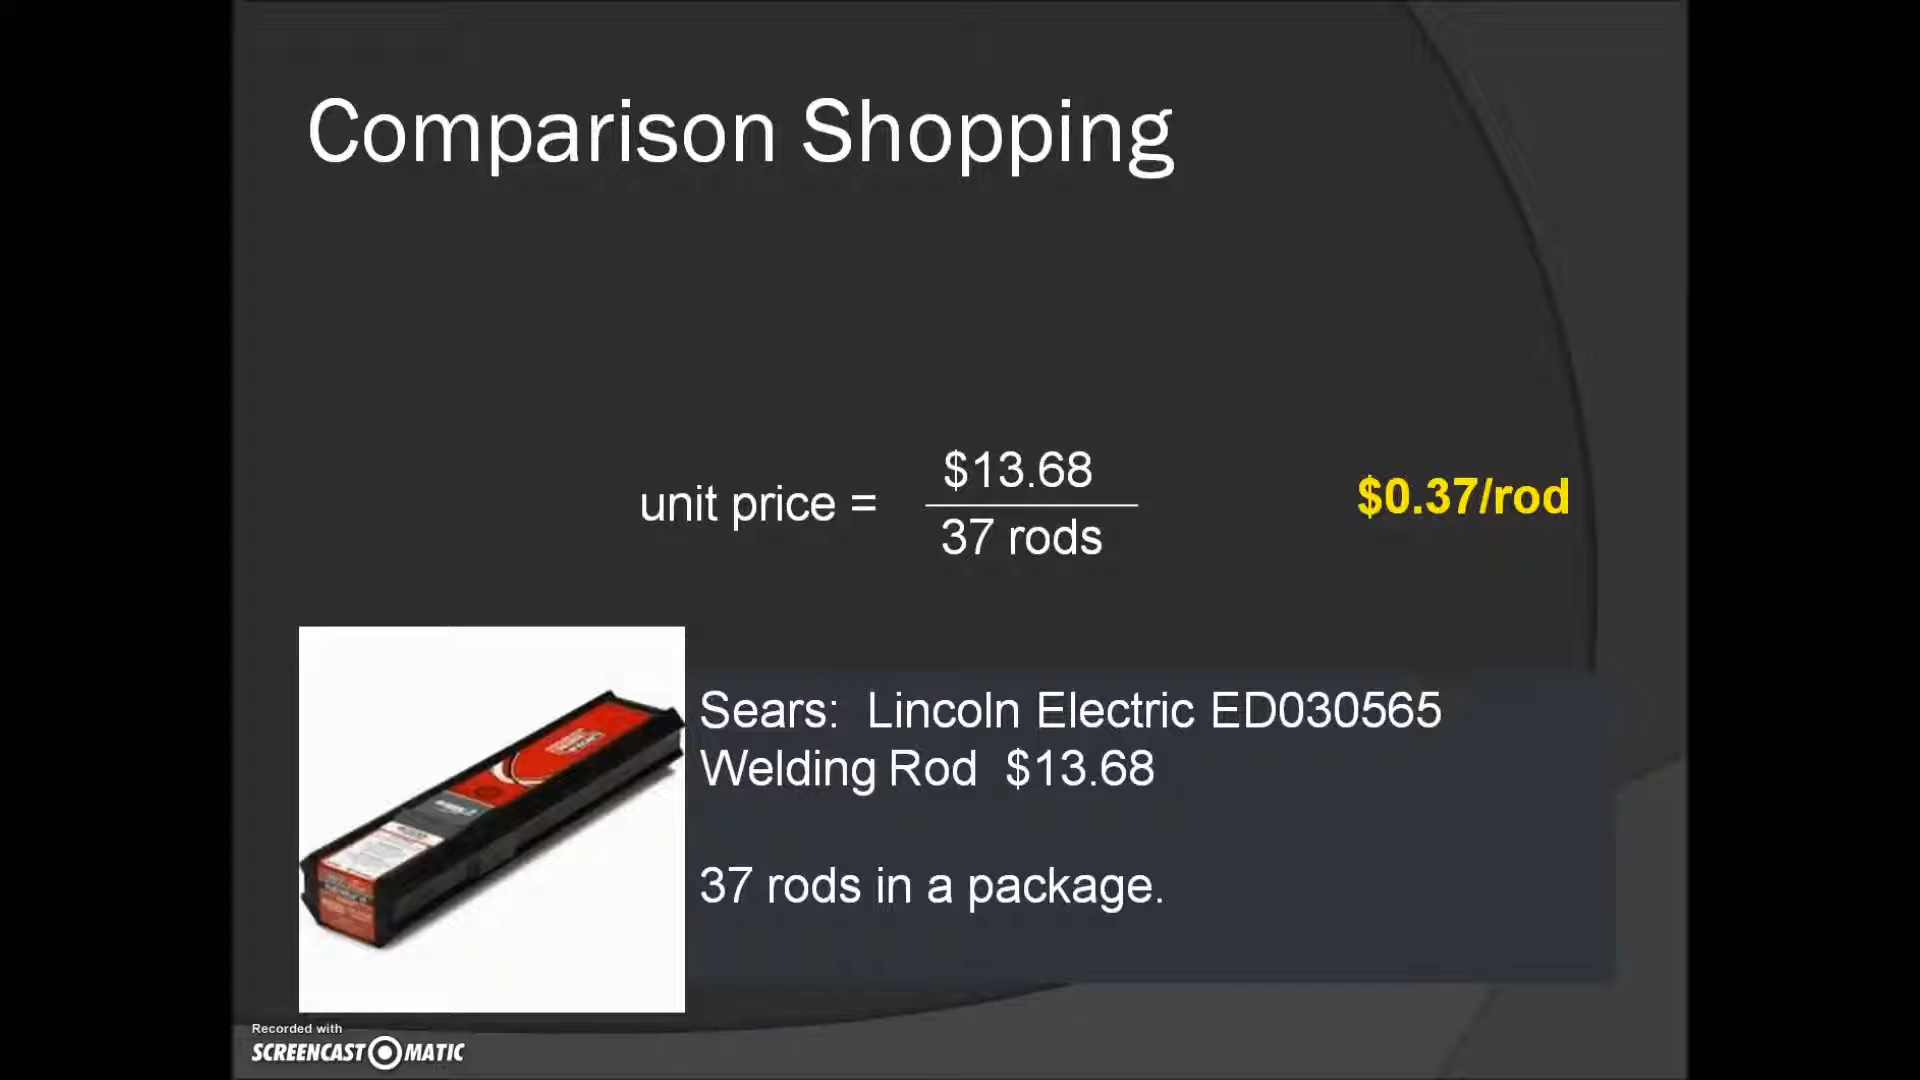 Comparison Shopping
unit price =
$13.68
37 rods
$0.37/rod
Sears:  Lincoln Electric ED030565
Welding Rod  $13.68
37 rods in a package.
Recorded with
SCREENCAST MATIC